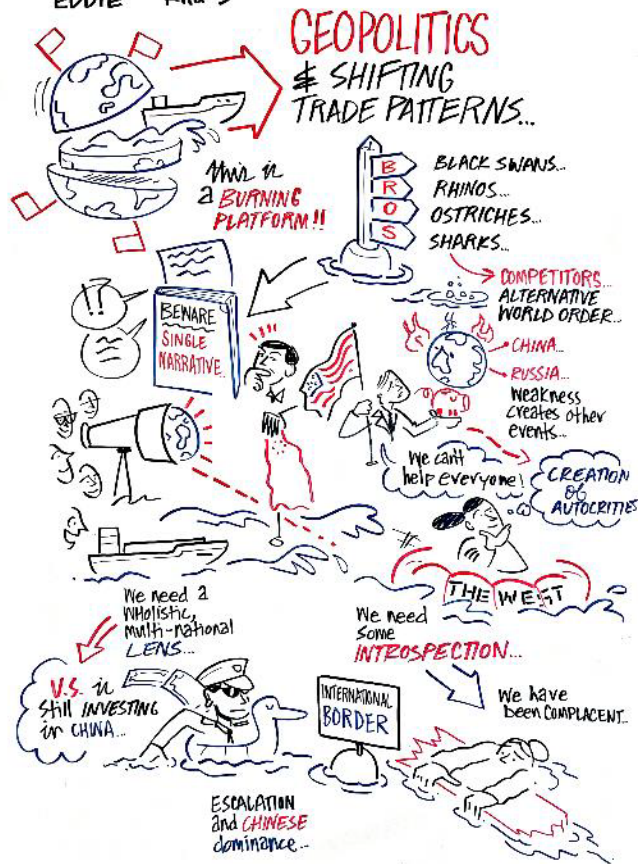 EDDIE
GEOPOLITICS
& SHIFTING
TRADE PATTERNS...
this is
a BURNING
PLATFORM!!
B
R
O
S
BLACK SWANS...
RHINOS...
OSTRICHES...
SHARKS...
COMPETITORS...
ALTERNATIVE
WORLD ORDER...
CHINA...
RUSSIA...
Weakness
creates other
events...
!!
BEWARE
SINGLE
NARRATIVE...
We can't
help everyone!
CREATION
of
AUTOCRITIES
THE WEST
We need a
Wholistic,
multi-national
LENS...
We need
some
INTROSPECTION...
U.S. is
still INVESTING
in CHINA...
INTERNATIONAL
BORDER
We have
been COMPLACENT...
ESCALATION
and CHINESE
dominance...